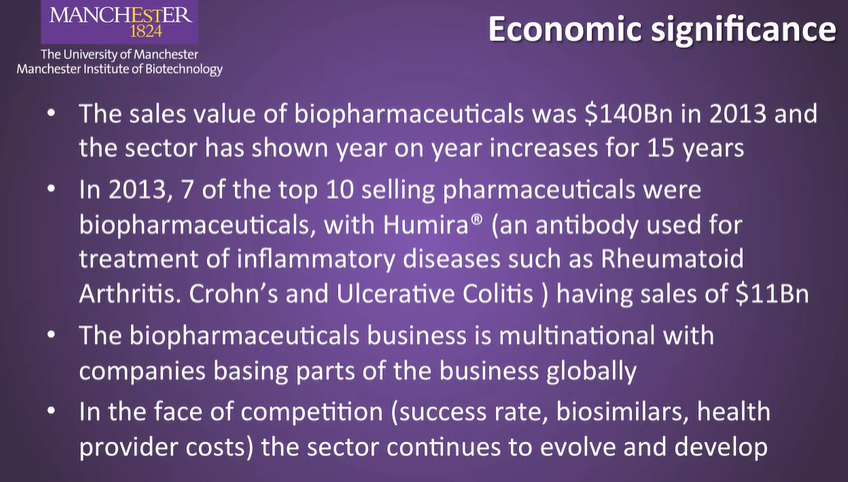 MANCHESTER
1824
The University of Manchester
Manchester Institute of Biotechnology
Economic significance
• The sales value of biopharmaceuticals was $140Bn in 2013 and
the sector has shown year on year increases for 15 years
• In 2013, 7 of the top 10 selling pharmaceuticals were
biopharmaceuticals, with Humira® (an antibody used for
treatment of inflammatory diseases such as Rheumatoid
Arthritis. Crohn's and Ulcerative Colitis ) having sales of $11Bn
• The biopharmaceuticals business is multinational with
companies basing parts of the business globally
• In the face of competition (success rate, biosimilars, health
provider costs) the sector continues to evolve and develop